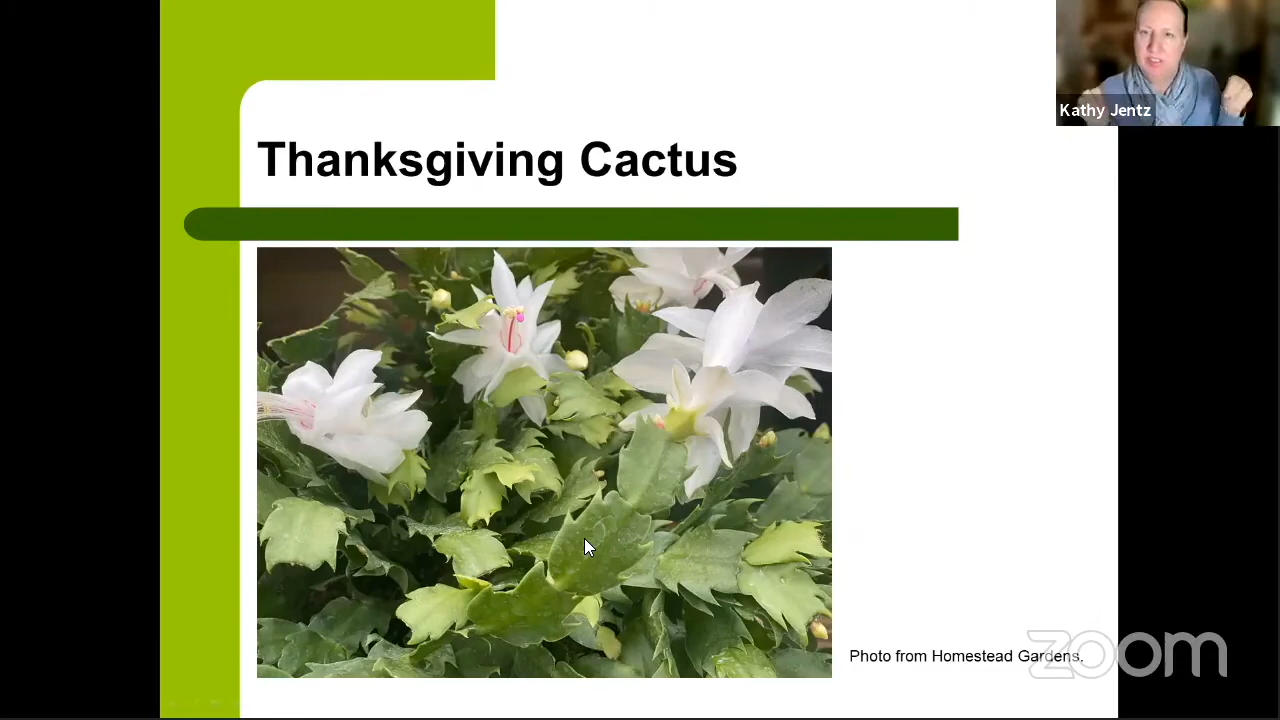 Kathy Jentz
Thanksgiving Cactus
Photo from Homestead Gardens.
zoom